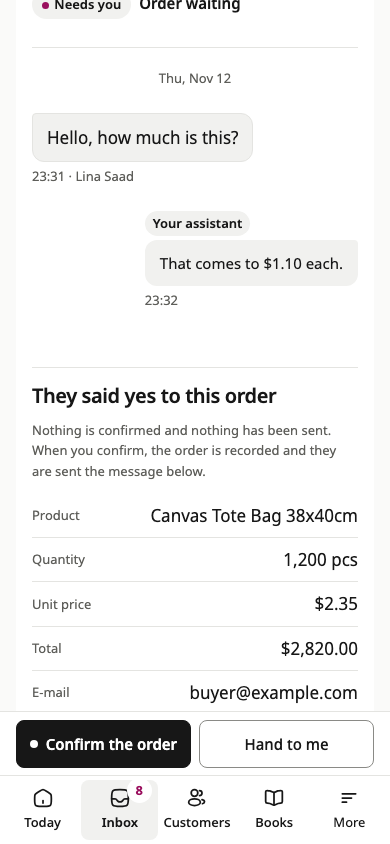 Needs you Order waiting
Thu, Nov 12
Hello, how much is this?
23:31 · Lina Saad
Your assistant
That comes to $1.10 each.
23:32
They said yes to this order
Nothing is confirmed and nothing has been sent.
When you confirm, the order is recorded and they
are sent the message below.
Product Canvas Tote Bag 38x40cm
Quantity 1,200 pcs
Unit price $2.35
Total $2,820.00
E-mail buyer@example.com
Confirm the order Hand to me
8
Today Inbox Customers Books More